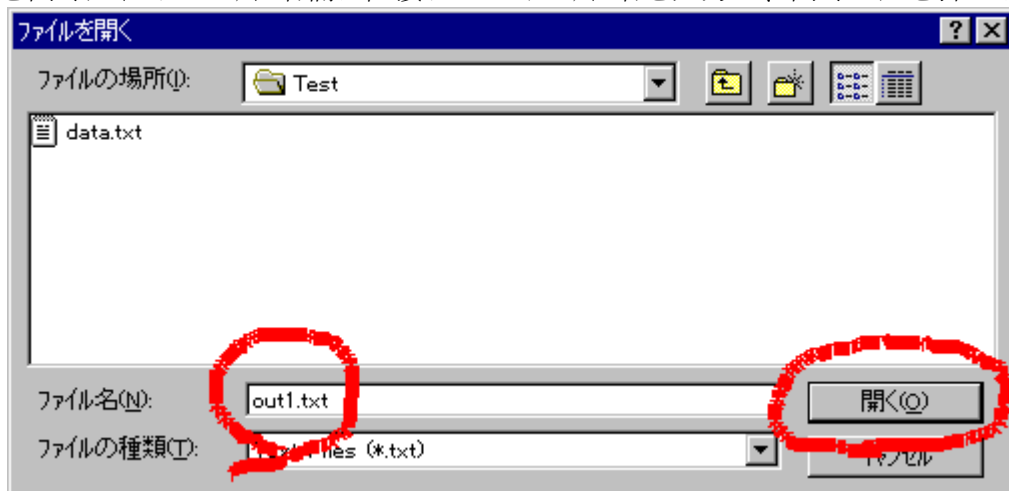 ファイルを開く
ファイルの場所(I): Test
data.txt
ファイル名(N): out1.txt 開く(O)
ファイルの種類(T): (*.txt)